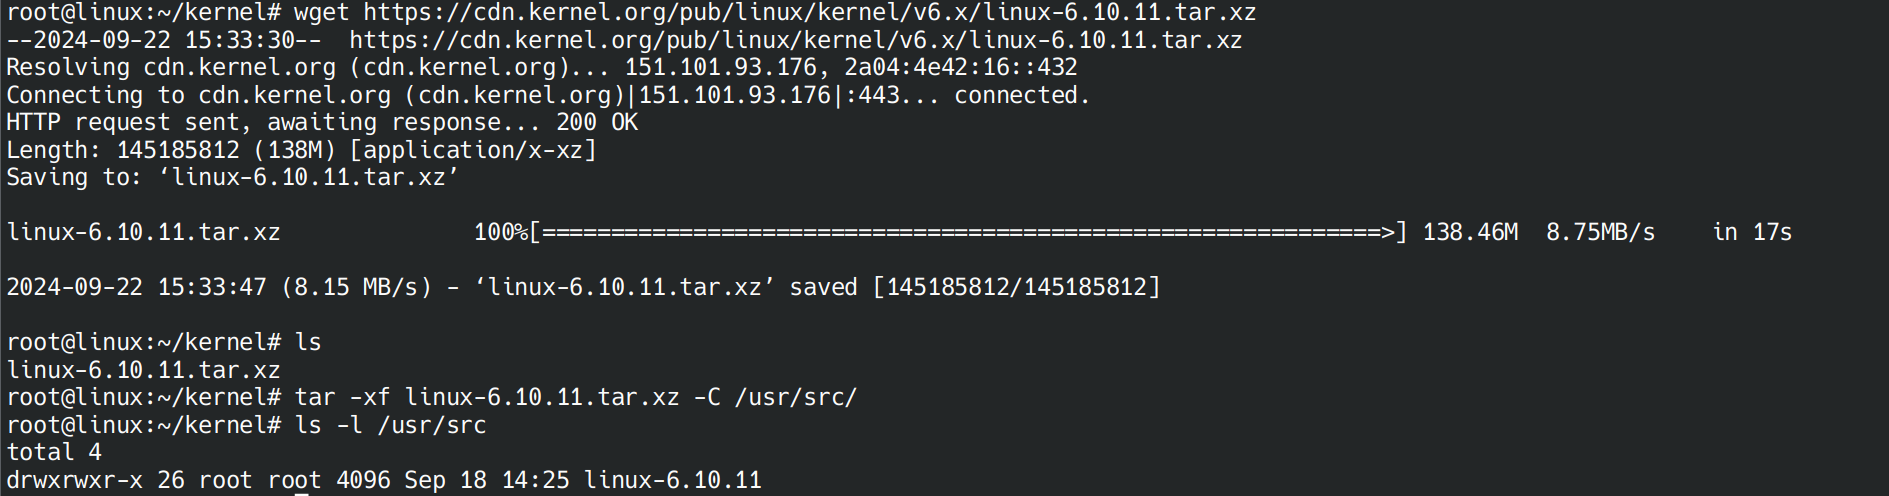 root@linux:~/kernel# wget https://cdn.kernel.org/pub/linux/kernel/v6.x/linux-6.10.11.tar.xz
--2024-09-22 15:33:30--  https://cdn.kernel.org/pub/linux/kernel/v6.x/linux-6.10.11.tar.xz
Resolving cdn.kernel.org (cdn.kernel.org)... 151.101.93.176, 2a04:4e42:16::432
Connecting to cdn.kernel.org (cdn.kernel.org)|151.101.93.176|:443... connected.
HTTP request sent, awaiting response... 200 OK
Length: 145185812 (138M) [application/x-xz]
Saving to: ‘linux-6.10.11.tar.xz’
linux-6.10.11.tar.xz              100%[=============================================================>] 138.46M  8.75MB/s    in 17s
2024-09-22 15:33:47 (8.15 MB/s) - ‘linux-6.10.11.tar.xz’ saved [145185812/145185812]
root@linux:~/kernel# ls
linux-6.10.11.tar.xz
root@linux:~/kernel# tar -xf linux-6.10.11.tar.xz -C /usr/src/
root@linux:~/kernel# ls -l /usr/src
total 4
drwxrwxr-x 26 root root 4096 Sep 18 14:25 linux-6.10.11